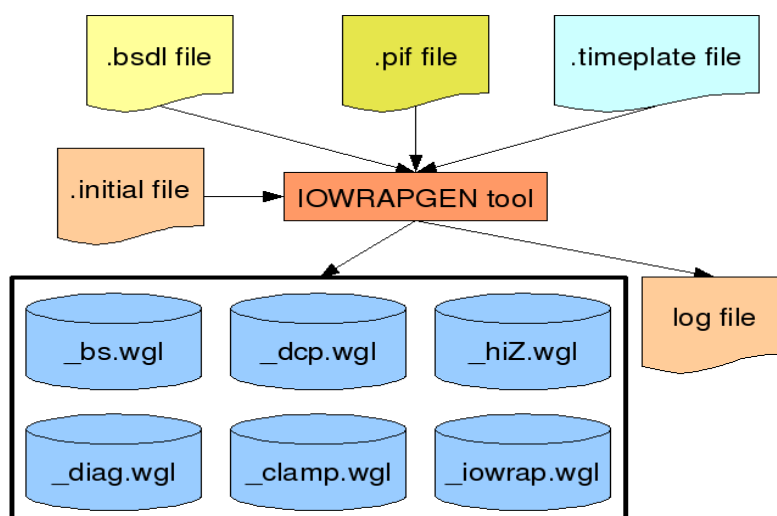 .bsdl file
.pif file
.timeplate file
.initial file
IOWRAPGEN tool
log file
_bs.wgl
_dcp.wgl
_hiZ.wgl
_diag.wgl
_clamp.wgl
_iowrap.wgl